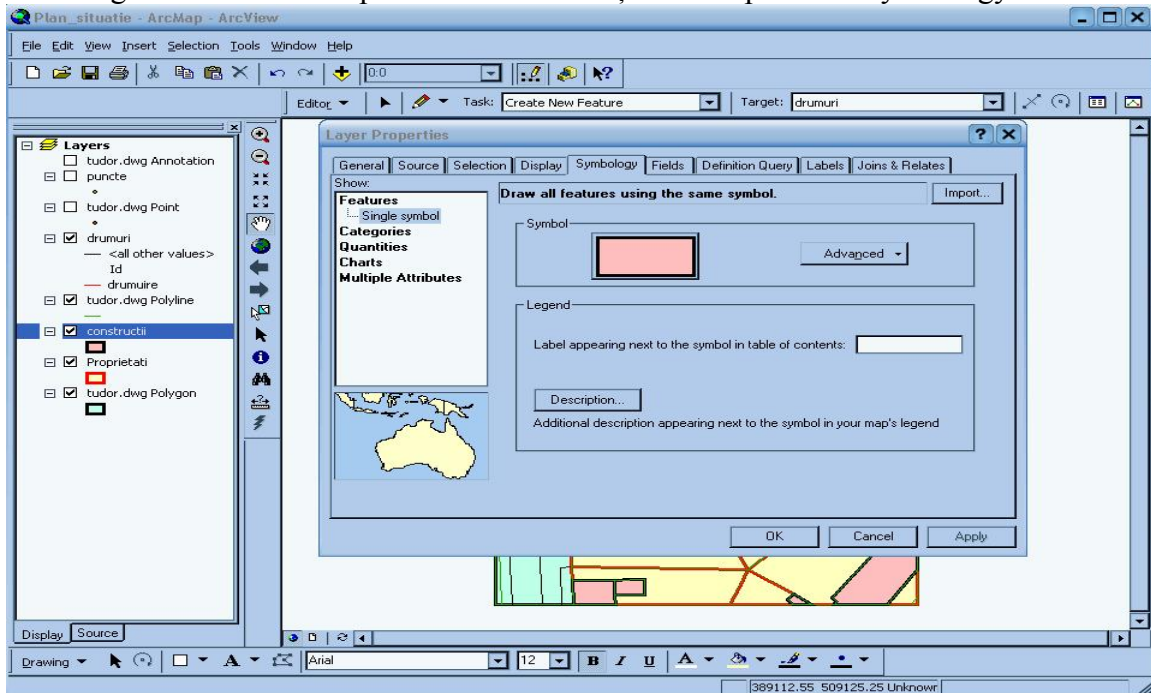 Plan_situatie - ArcMap - ArcView
File Edit View Insert Selection Tools Window Help
0:0
Editor Task: Create New Feature Target: drumuri
Layers
tudor.dwg Annotation
puncte
tudor.dwg Point
drumuri
<all other values>
Id
drumuire
tudor.dwg Polyline
constructii
Proprietati
tudor.dwg Polygon
Display Source
Layer Properties
General Source Selection Display Symbology Fields Definition Query Labels Joins & Relates
Show:
Features
Single symbol
Categories
Quantities
Charts
Multiple Attributes
Draw all features using the same symbol.
Import...
Symbol
Advanced
Legend
Label appearing next to the symbol in table of contents:
Description...
Additional description appearing next to the symbol in your map's legend
OK Cancel Apply
Drawing A Arial 12 B I U A
389112.55 509125.25 Unknowr